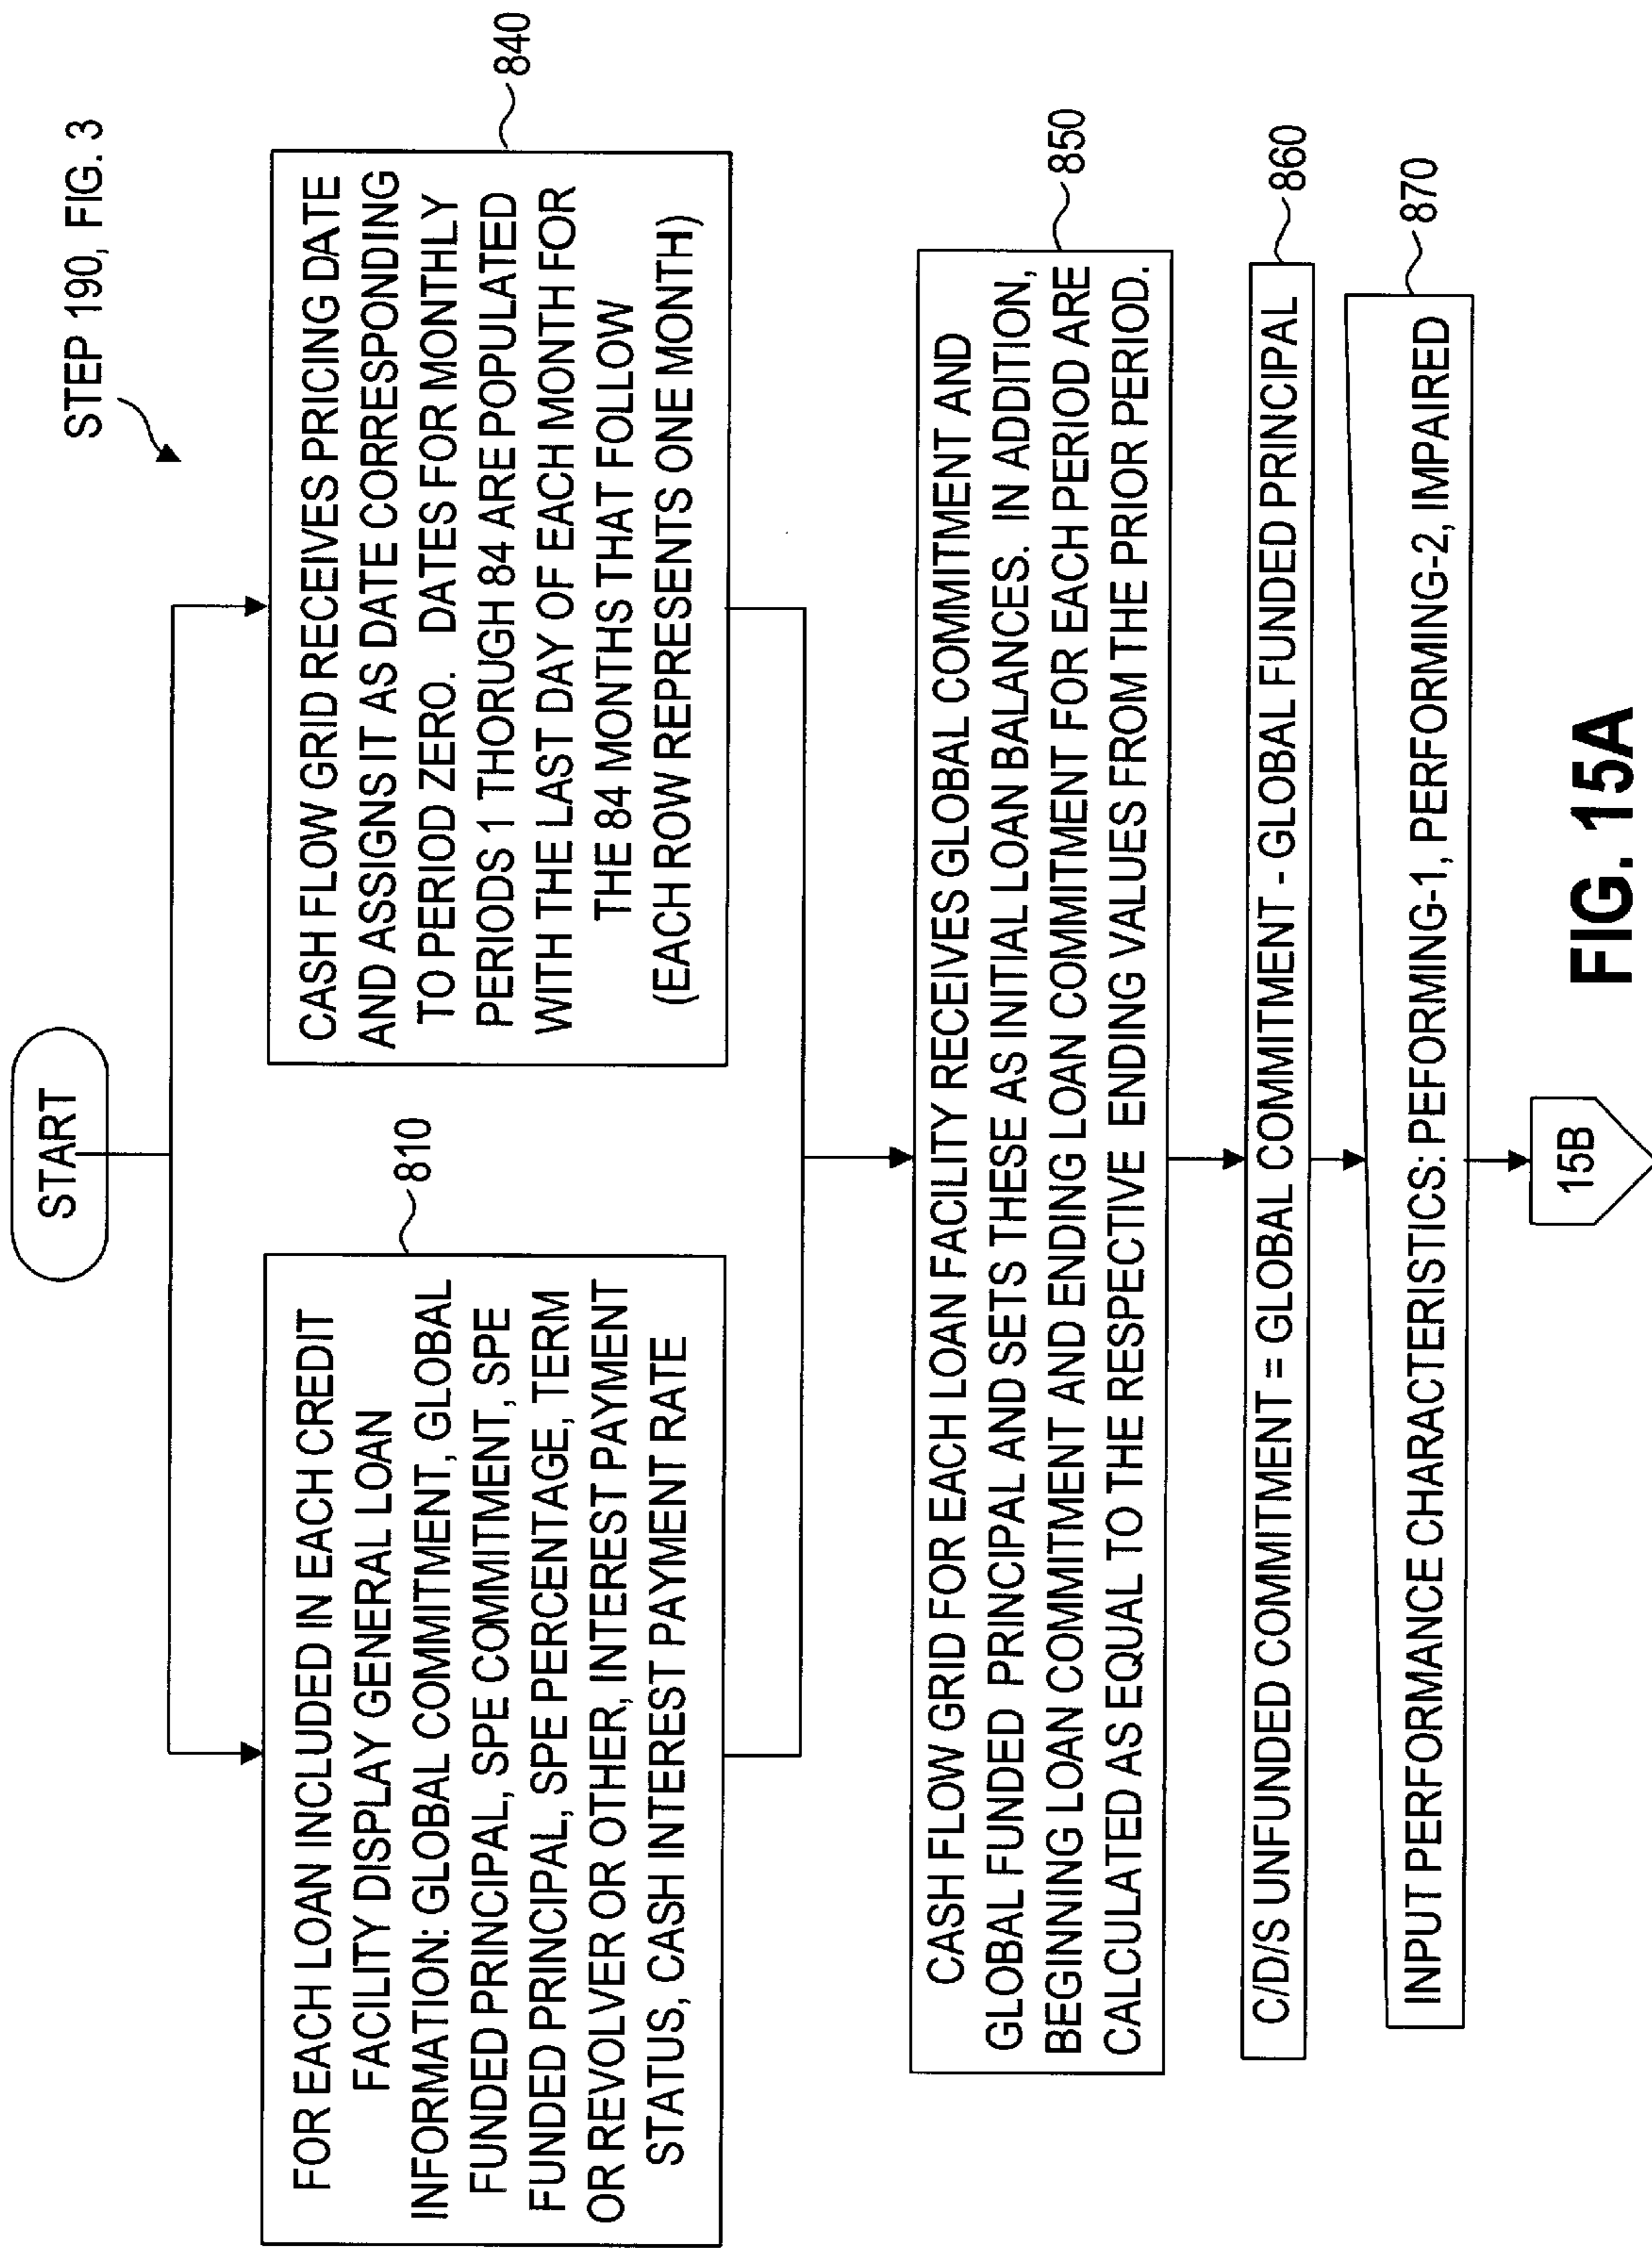 STEP 190, FIG. 3
START
810
FOR EACH LOAN INCLUDED IN EACH CREDIT
FACILITY DISPLAY GENERAL LOAN
INFORMATION: GLOBAL COMMITMENT, GLOBAL
FUNDED PRINCIPAL, SPE COMMITMENT, SPE
FUNDED PRINCIPAL, SPE PERCENTAGE, TERM
OR REVOLVER OR OTHER, INTEREST PAYMENT
STATUS, CASH INTEREST PAYMENT RATE
840
CASH FLOW GRID RECEIVES PRICING DATE
AND ASSIGNS IT AS DATE CORRESPONDING
TO PERIOD ZERO. DATES FOR MONTHLY
PERIODS 1 THORUGH 84 ARE POPULATED
WITH THE LAST DAY OF EACH MONTH FOR
THE 84 MONTHS THAT FOLLOW
(EACH ROW REPRESENTS ONE MONTH)
850
CASH FLOW GRID FOR EACH LOAN FACILITY RECEIVES GLOBAL COMMITMENT AND
GLOBAL FUNDED PRINCIPAL AND SETS THESE AS INITIAL LOAN BALANCES. IN ADDITION,
BEGINNING LOAN COMMITMENT AND ENDING LOAN COMMITMENT FOR EACH PERIOD ARE
CALCULATED AS EQUAL TO THE RESPECTIVE ENDING VALUES FROM THE PRIOR PERIOD.
860
C/D/S UNFUNDED COMMITMENT = GLOBAL COMMITMENT - GLOBAL FUNDED PRINCIPAL
870
INPUT PERFORMANCE CHARACTERISTICS: PEFORMING-1, PERFORMING-2, IMPAIRED
15B
FIG. 15A